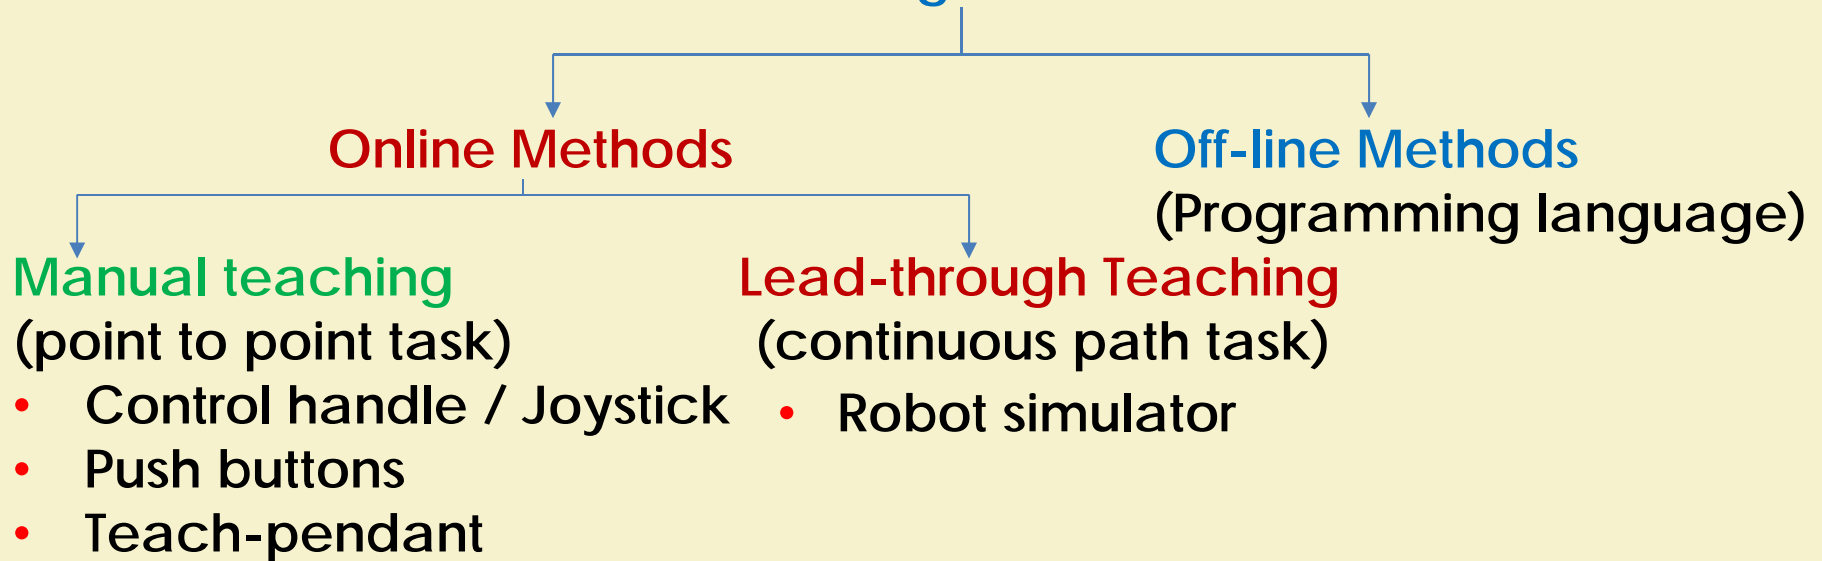 Online Methods
Off-line Methods
(Programming language)
Manual teaching
(point to point task)
• Control handle / Joystick
• Push buttons
• Teach-pendant
Lead-through Teaching
(continuous path task)
• Robot simulator